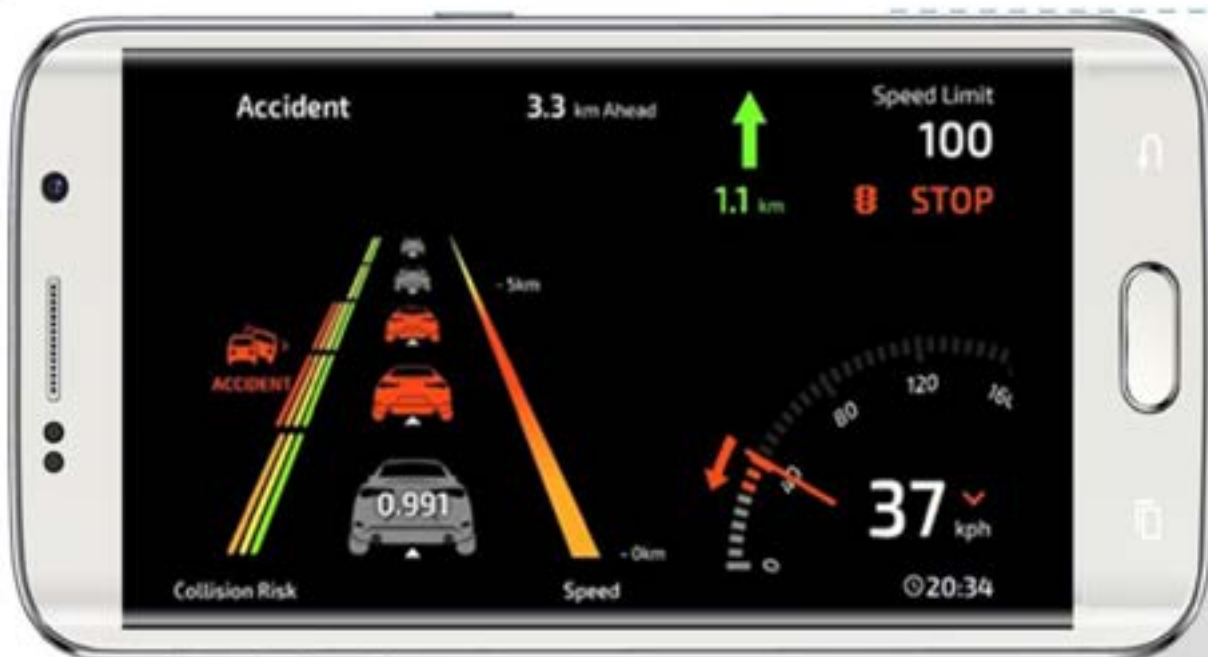 Accident
3.3 km Ahead
Speed Limit
100
1.1 km
STOP
- 5km
ACCIDENT
0.991
- 0km
Collision Risk
Speed
0
40
80
120
37
kph
20:34